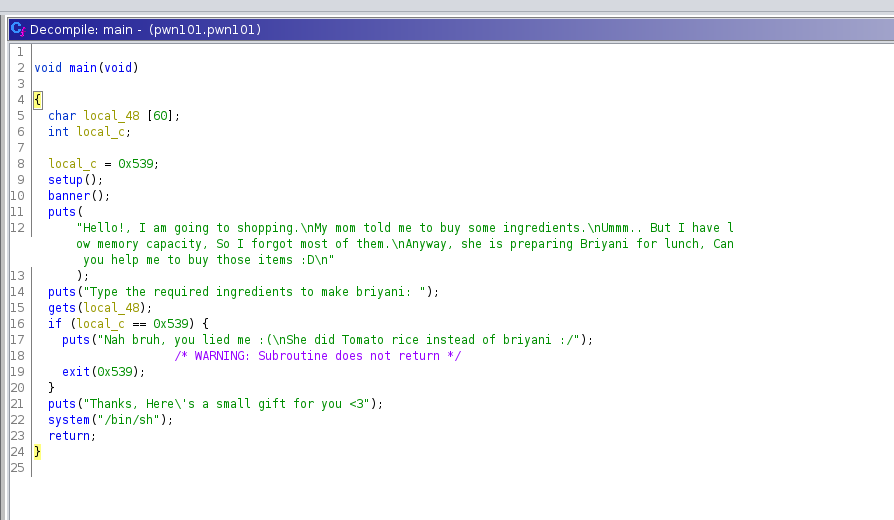 Decompile: main - (pwn101.pwn101)
1
2 void main(void)
3
4 {
5 char local_48 [60];
6 int local_c;
7
8 local_c = 0x539;
9 setup();
10 banner();
11 puts(
12 "Hello!, I am going to shopping.\nMy mom told me to buy some ingredients.\nUmmm.. But I have l
ow memory capacity, So I forgot most of them.\nAnyway, she is preparing Briyani for lunch, Can
you help me to buy those items :D\n"
13 );
14 puts("Type the required ingredients to make briyani: ");
15 gets(local_48);
16 if (local_c == 0x539) {
17 puts("Nah bruh, you lied me :(\nShe did Tomato rice instead of briyani :/");
18 /* WARNING: Subroutine does not return */
19 exit(0x539);
20 }
21 puts("Thanks, Here\'s a small gift for you <3");
22 system("/bin/sh");
23 return;
24 }
25